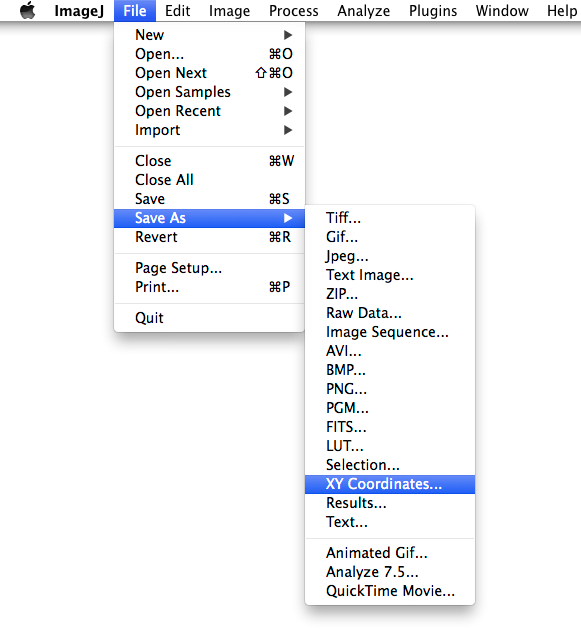 ImageJ File Edit Image Process Analyze Plugins Window Help
New
Open... ⌘O
Open Next ⇧⌘O
Open Samples
Open Recent
Import
Close ⌘W
Close All
Save ⌘S
Save As
Revert ⌘R
Page Setup...
Print... ⌘P
Quit
Tiff...
Gif...
Jpeg...
Text Image...
ZIP...
Raw Data...
Image Sequence...
AVI...
BMP...
PNG...
PGM...
FITS...
LUT...
Selection...
XY Coordinates...
Results...
Text...
Animated Gif...
Analyze 7.5...
QuickTime Movie...